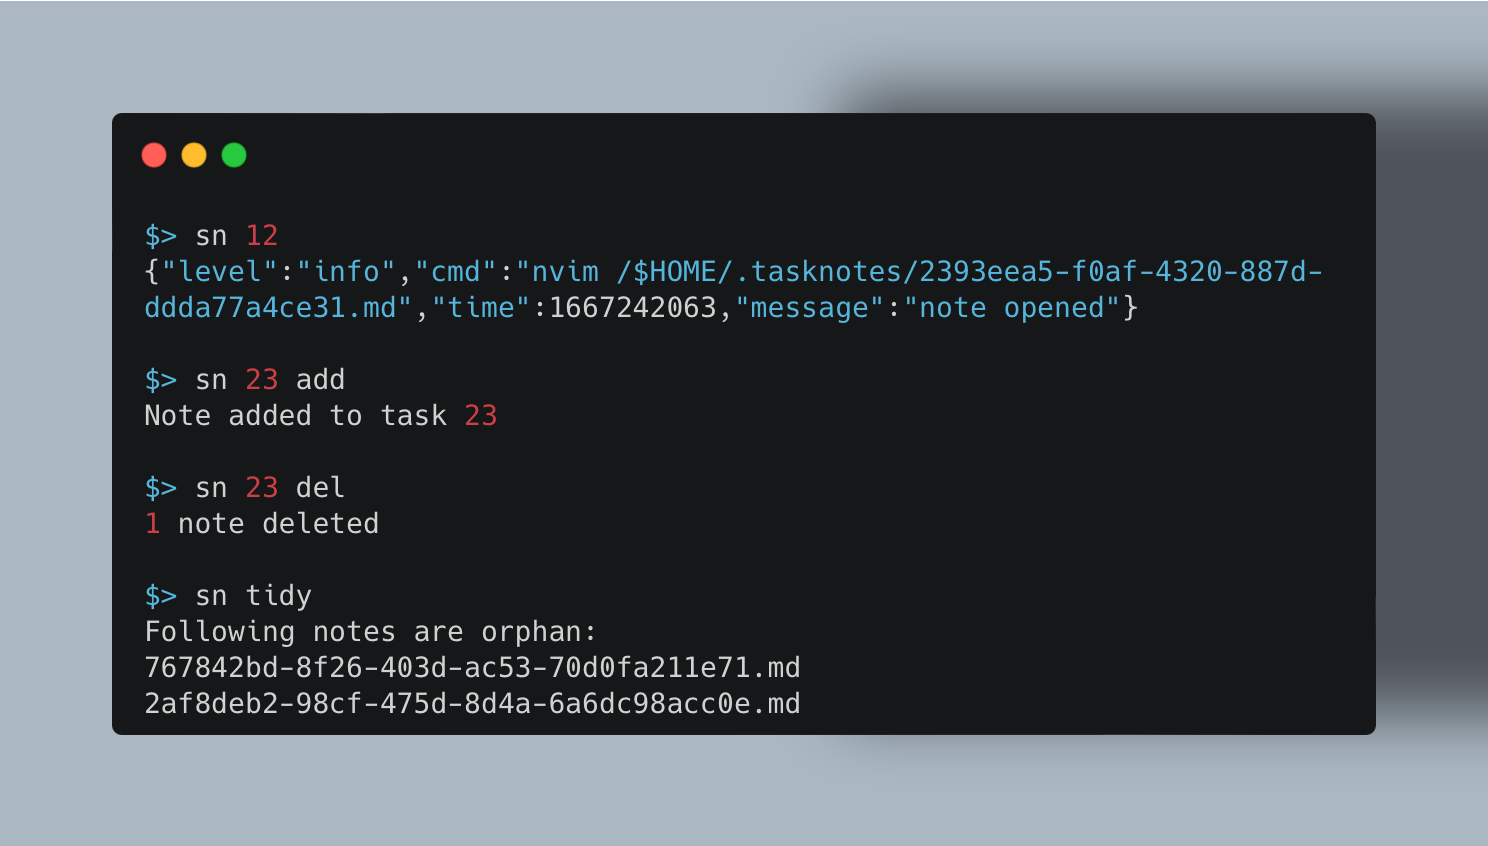 $> sn 12
{"level":"info","cmd":"nvim /$HOME/.tasknotes/2393eea5-f0af-4320-887d-
ddda77a4ce31.md","time":1667242063,"message":"note opened"}
$> sn 23 add
Note added to task 23
$> sn 23 del
1 note deleted
$> sn tidy
Following notes are orphan:
767842bd-8f26-403d-ac53-70d0fa211e71.md
2af8deb2-98cf-475d-8d4a-6a6dc98acc0e.md